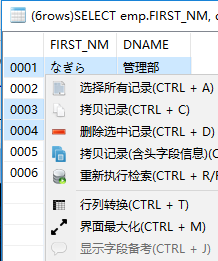 (6rows)SELECT emp.FIRST_NM,
FIRST_NM DNAME
0001 なぎら 管理部
0002 选择所有记录(CTRL + A)
0003 拷贝记录(CTRL + C)
0004 删除选中记录(CTRL + D)
0005 拷贝记录(含头字段信息)(C
0006 重新执行检索(CTRL + R/F
行列转换(CTRL + T)
界面最大化(CTRL + M)
显示字段备考(CTRL + J)